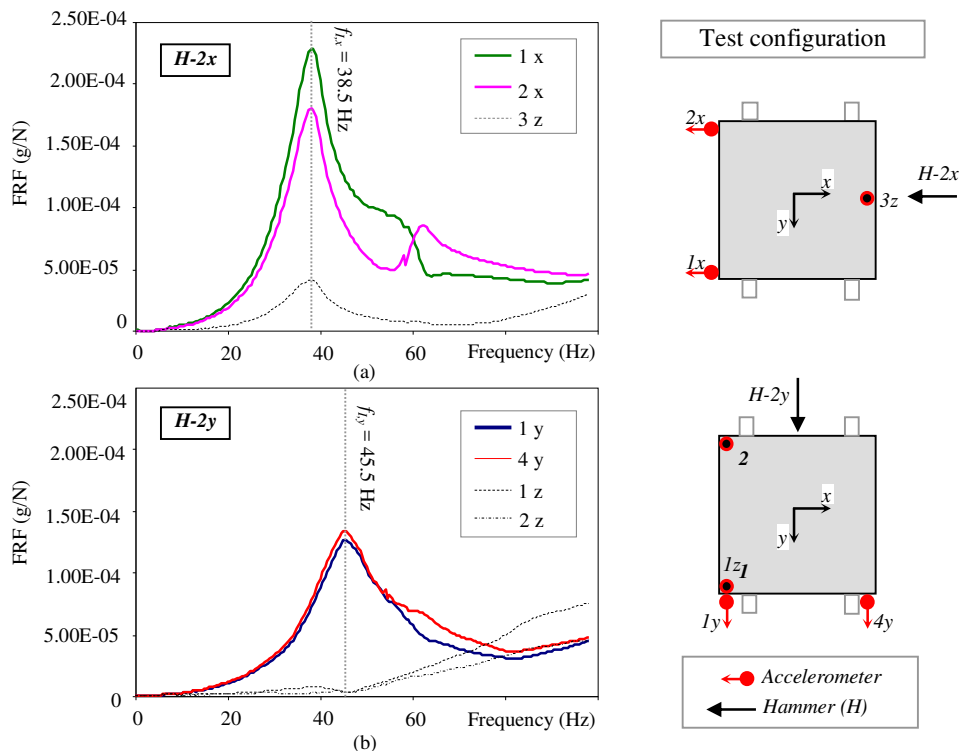 2.50E-04
2.00E-04
1.50E-04
1.00E-04
5.00E-05
0
FRF (g/N)
H-2x
f1,x = 38.5 Hz
1 x
2 x
3 z
0
20
40
60
Frequency (Hz)
(a)
Test configuration
2x
x
y
3z
H-2x
1x
2.50E-04
2.00E-04
1.50E-04
1.00E-04
5.00E-05
0
FRF (g/N)
H-2y
f1,y = 45.5 Hz
1 y
4 y
1 z
2 z
0
20
40
60
Frequency (Hz)
(b)
H-2y
2
x
y
1z 1
1y
4y
Accelerometer
Hammer (H)